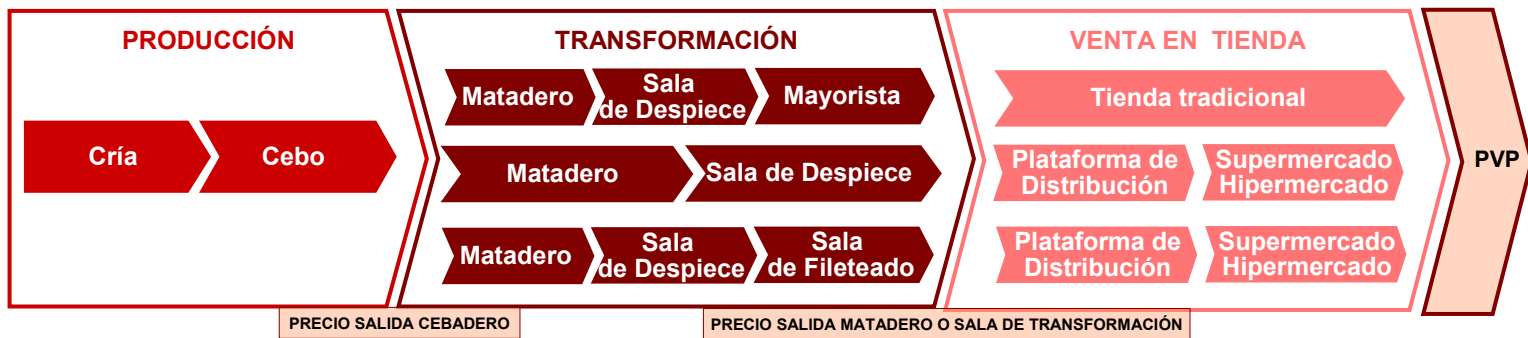 PRODUCCIÓN
Cría
Cebo
TRANSFORMACIÓN
Matadero
Sala
de Despiece
Mayorista
Matadero
Sala de Despiece
Matadero
Sala
de Despiece
Sala
de Fileteado
VENTA EN TIENDA
Tienda tradicional
Plataforma de
Distribución
Supermercado
Hipermercado
Plataforma de
Distribución
Supermercado
Hipermercado
PVP
PRECIO SALIDA CEBADERO
PRECIO SALIDA MATADERO O SALA DE TRANSFORMACIÓN